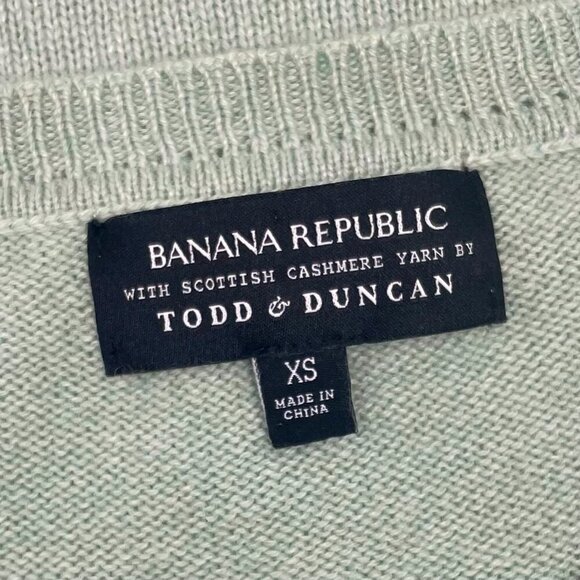 BANANA REPUBLIC
WITH SCOTTISH CASHMERE YARN BY
TODD & DUNCAN
XS
MADE IN
CHINA